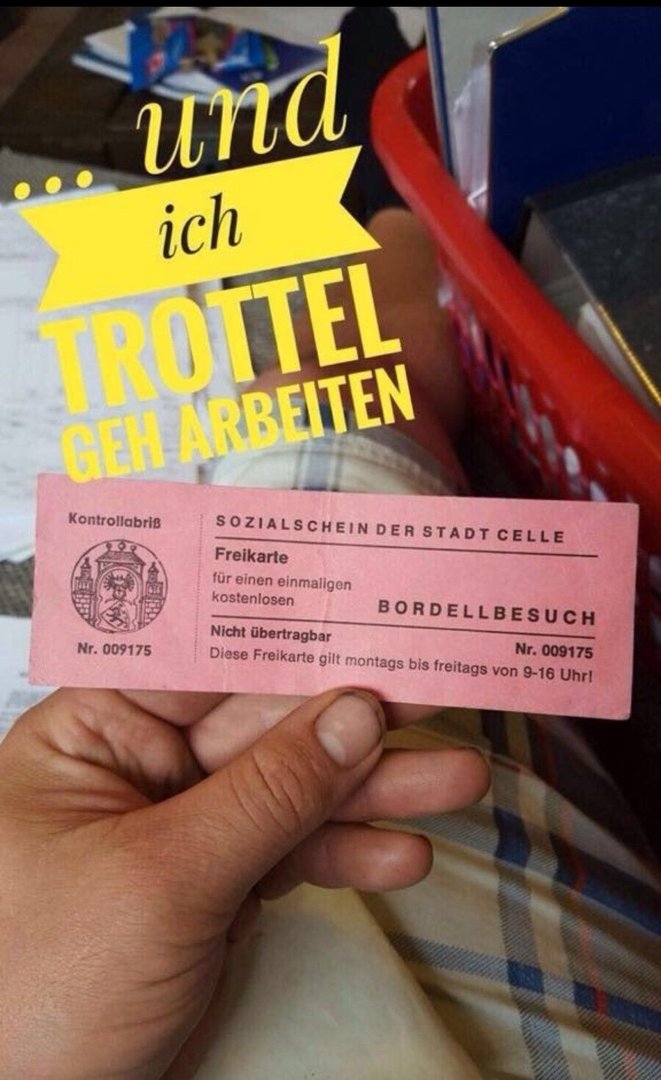 ... und
ich
TROTTEL
GEH ARBEITEN
Kontrollabriß
Nr. 009175
SOZIALSCHEIN DER STADT CELLE
Freikarte
für einen einmaligen
kostenlosen
BORDELLBESUCH
Nicht übertragbar
Nr. 009175
Diese Freikarte gilt montags bis freitags von 9-16 Uhr!